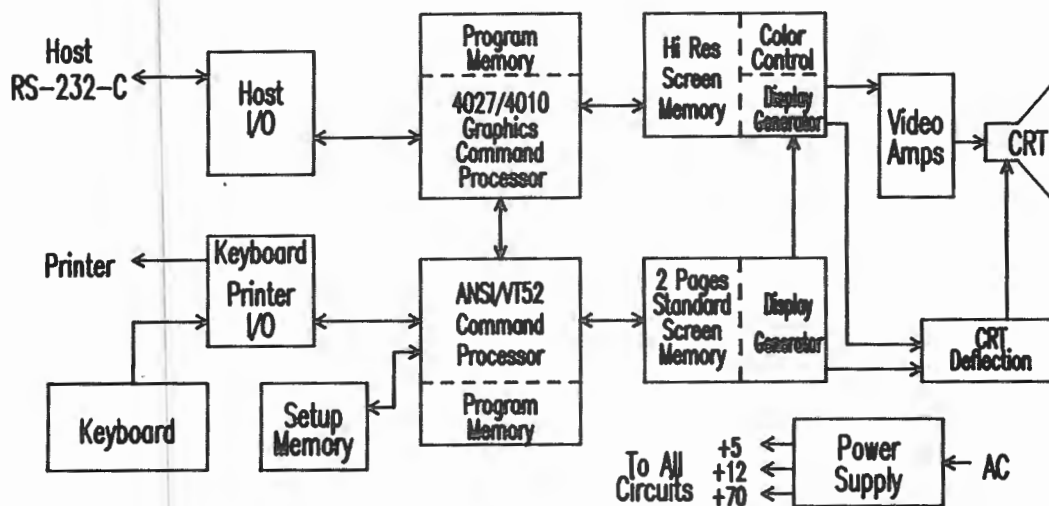 Host
RS-232-C
Host
I/O
Program
Memory
4027/4010
Graphics
Command
Processor
Hi Res
Screen
Memory
Color
Control
Display
Generator
Video
Amps
CRT
Printer
Keyboard
Printer
I/O
ANSI/VT52
Command
Processor
Program
Memory
2 Pages
Standard
Screen
Memory
Display
Generator
CRT
Deflection
Keyboard
Setup
Memory
To All
Circuits
+5
+12
+70
Power
Supply
AC